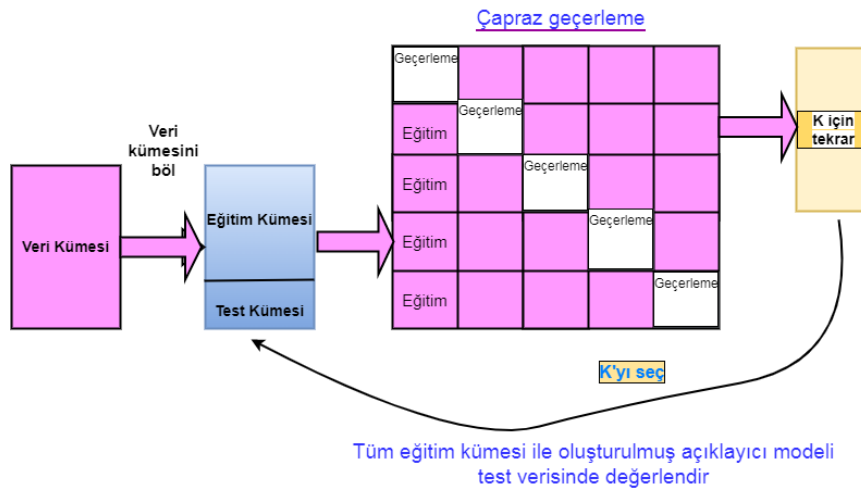 Çapraz geçerleme
Veri
kümesini
böl
Veri Kümesi
Eğitim Kümesi
Test Kümesi
Geçerleme
Eğitim
Geçerleme
Eğitim
Geçerleme
Eğitim
Geçerleme
Eğitim
Geçerleme
K için
tekrar
K'yı seç
Tüm eğitim kümesi ile oluşturulmuş açıklayıcı modeli
test verisinde değerlendir